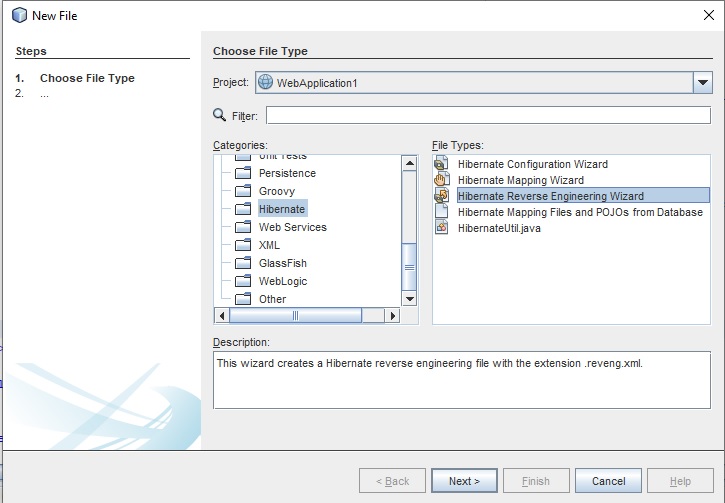 New File
Steps
1. Choose File Type
2. ...
Choose File Type
Project: WebApplication1
Filter:
Categories:
Unit Tests
Persistence
Groovy
Hibernate
Web Services
XML
GlassFish
WebLogic
Other
File Types:
Hibernate Configuration Wizard
Hibernate Mapping Wizard
Hibernate Reverse Engineering Wizard
Hibernate Mapping Files and POJOs from Database
HibernateUtil.java
Description:
This wizard creates a Hibernate reverse engineering file with the extension .reveng.xml.
< Back Next > Finish Cancel Help